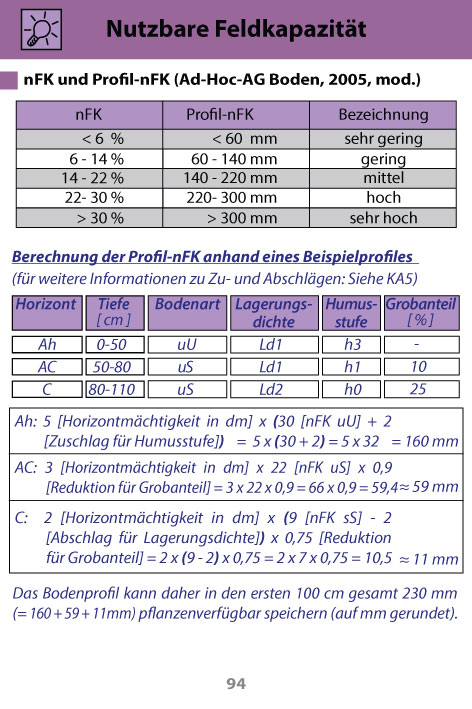 Nutzbare Feldkapazität
nFK und Profil-nFK (Ad-Hoc-AG Boden, 2005, mod.)
nFK Profil-nFK Bezeichnung
< 6 % < 60 mm sehr gering
6 - 14 % 60 - 140 mm gering
14 - 22 % 140 - 220 mm mittel
22- 30 % 220- 300 mm hoch
> 30 % > 300 mm sehr hoch
Berechnung der Profil-nFK anhand eines Beispielprofiles
(für weitere Informationen zu Zu- und Abschlägen: Siehe KA5)
Horizont Tiefe [ cm ] Bodenart Lagerungs-dichte Humus-stufe Grobanteil [ % ]
Ah 0-50 uU Ld1 h3 -
AC 50-80 uS Ld1 h1 10
C 80-110 uS Ld2 h0 25
Ah: 5 [Horizontmächtigkeit in dm] x (30 [nFK uU] + 2
[Zuschlag für Humusstufe]) = 5 x (30 + 2) = 5 x 32 = 160 mm
AC: 3 [Horizontmächtigkeit in dm] x 22 [nFK uS] x 0,9
[Reduktion für Grobanteil] = 3 x 22 x 0,9 = 66 x 0,9 = 59,4 ≈ 59 mm
C: 2 [Horizontmächtigkeit in dm] x (9 [nFK sS] - 2
[Abschlag für Lagerungsdichte]) x 0,75 [Reduktion
für Grobanteil] = 2 x (9 - 2) x 0,75 = 2 x 7 x 0,75 = 10,5 ≈ 11 mm
Das Bodenprofil kann daher in den ersten 100 cm gesamt 230 mm
(= 160 + 59 + 11mm) pflanzenverfügbar speichern (auf mm gerundet).
94